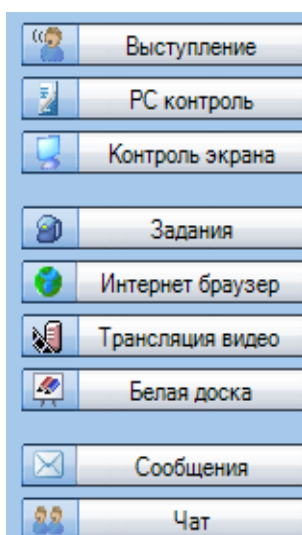 Выступление
PC контроль
Контроль экрана
Задания
Интернет браузер
Трансляция видео
Белая доска
Сообщения
Чат